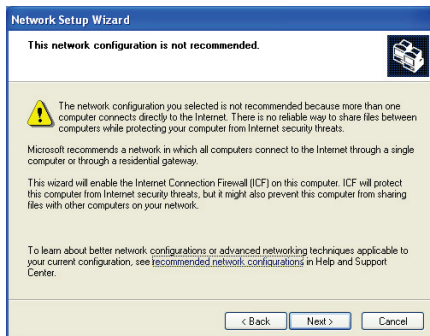 Network Setup Wizard
This network configuration is not recommended.
The network configuration you selected is not recommended because more than one
computer connects directly to the Internet. There is no reliable way to share files between
computers while protecting your computer from Internet security threats.
Microsoft recommends a network in which all computers connect to the Internet through a single
computer or through a residential gateway.
This wizard will enable the Internet Connection Firewall (ICF) on this computer. ICF will protect
this computer from Internet security threats, but it might also prevent this computer from sharing
files with other computers on your network.
To learn about better network configurations or advanced networking techniques applicable to
your current configuration, see recommended network configurations in Help and Support
Center.
< Back Next > Cancel